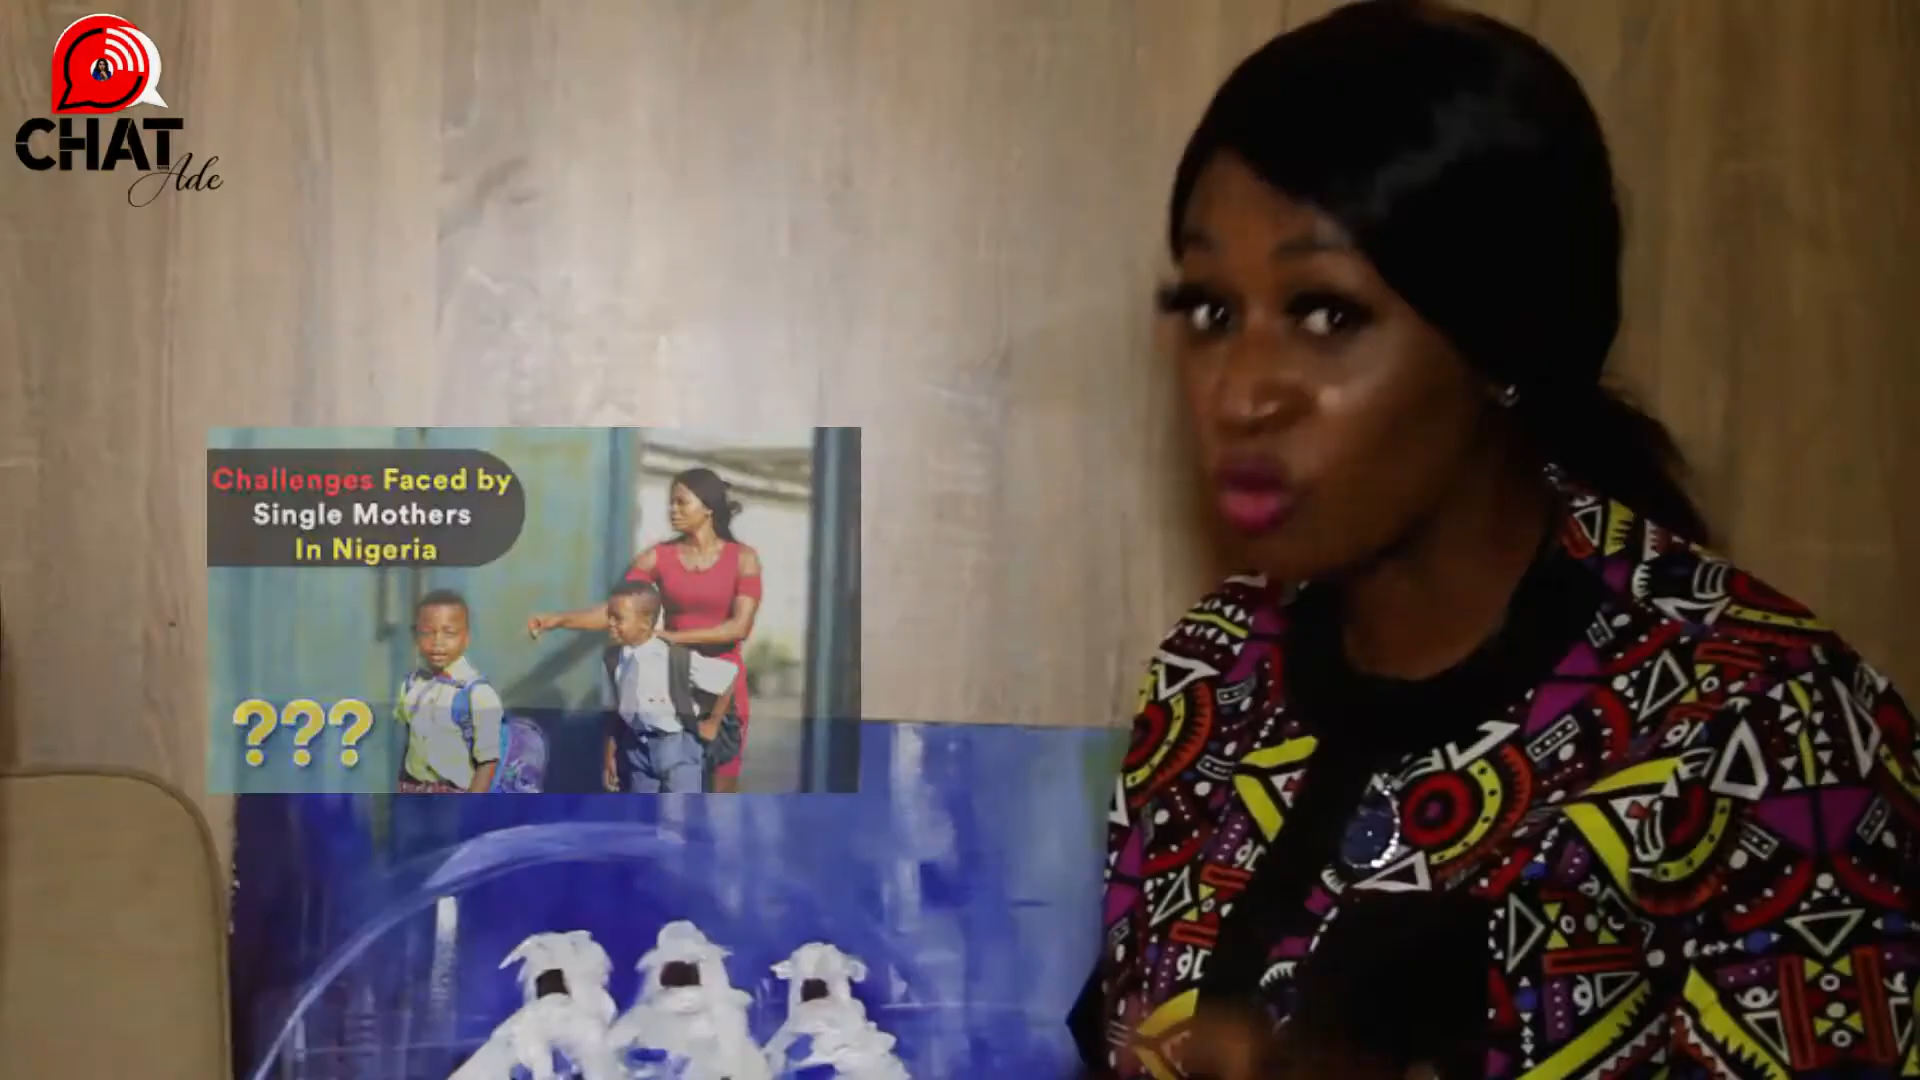 CHAT
Ade
Challenges Faced by
Single Mothers
In Nigeria
???